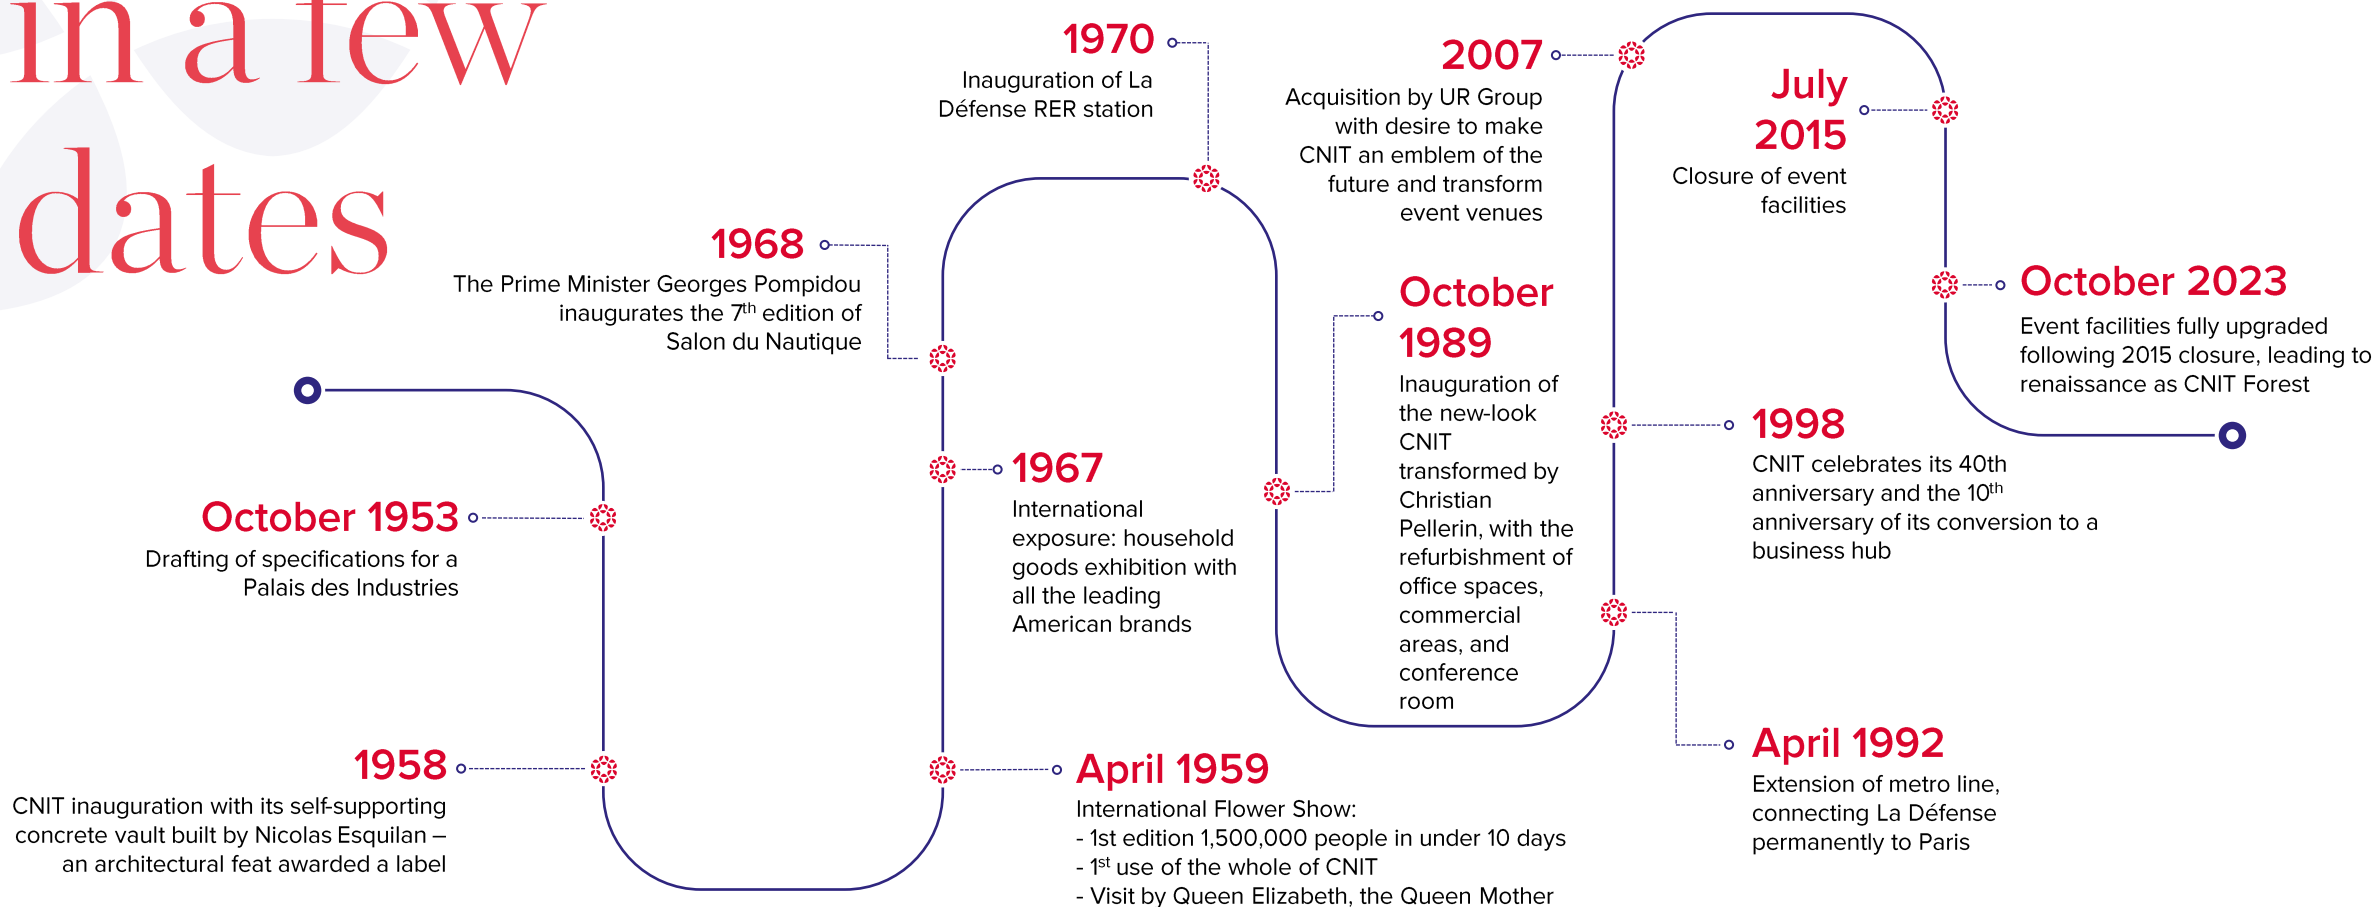 in a few
dates
October 1953
Drafting of specifications for a
Palais des Industries
1958
CNIT inauguration with its self-supporting
concrete vault built by Nicolas Esquilan –
an architectural feat awarded a label
April 1959
International Flower Show:
- 1st edition 1,500,000 people in under 10 days
- 1st use of the whole of CNIT
- Visit by Queen Elizabeth, the Queen Mother
1967
International
exposure: household
goods exhibition with
all the leading
American brands
1968
The Prime Minister Georges Pompidou
inaugurates the 7th edition of
Salon du Nautique
1970
Inauguration of La
Défense RER station
October
1989
Inauguration of
the new-look
CNIT
transformed by
Christian
Pellerin, with the
refurbishment of
office spaces,
commercial
areas, and
conference
room
April 1992
Extension of metro line,
connecting La Défense
permanently to Paris
1998
CNIT celebrates its 40th
anniversary and the 10th
anniversary of its conversion to a
business hub
2007
Acquisition by UR Group
with desire to make
CNIT an emblem of the
future and transform
event venues
July
2015
Closure of event
facilities
October 2023
Event facilities fully upgraded
following 2015 closure, leading to
renaissance as CNIT Forest